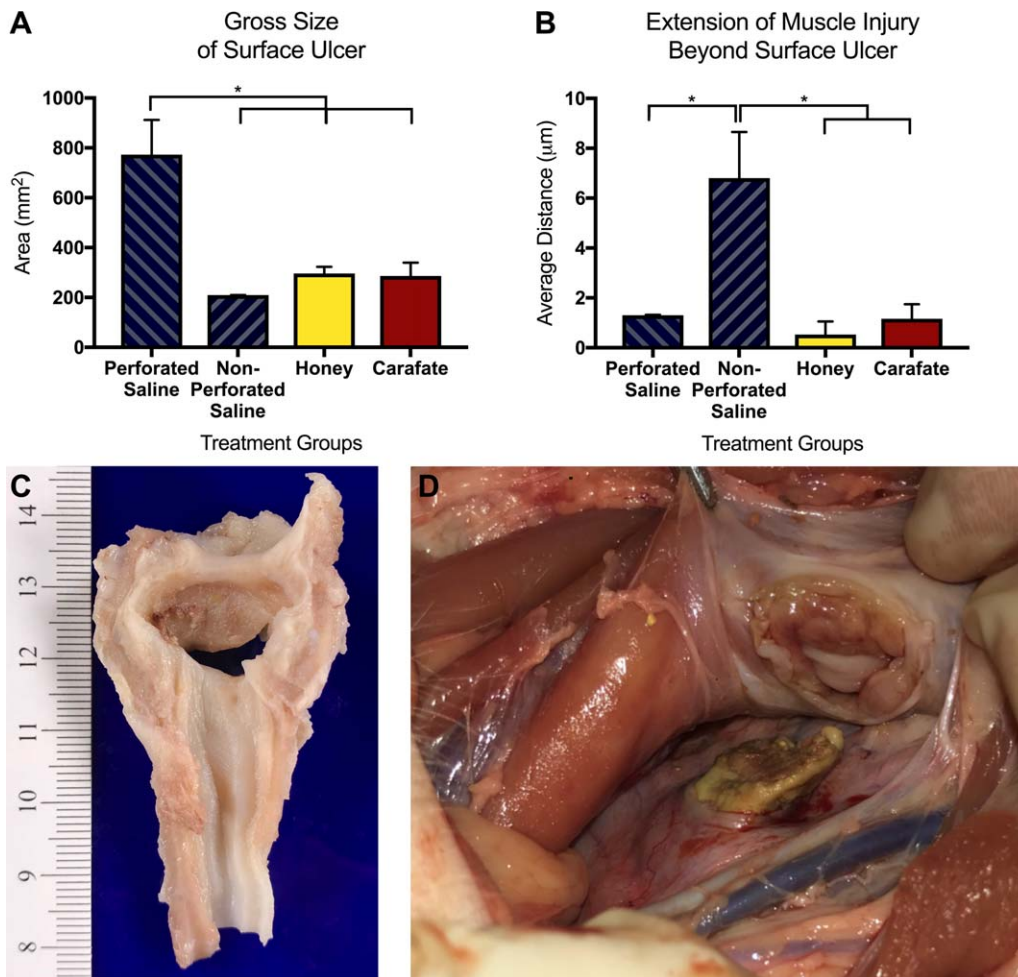 A
Gross Size
of Surface Ulcer
*
1000
800
600
400
200
0
Area (mm²)
Perforated Saline
Non-Perforated Saline
Honey
Carafate
Treatment Groups
B
Extension of Muscle Injury
Beyond Surface Ulcer
*
*
10
8
6
4
2
0
Average Distance (μm)
Perforated Saline
Non-Perforated Saline
Honey
Carafate
Treatment Groups
C
14
13
12
11
10
9
8
D